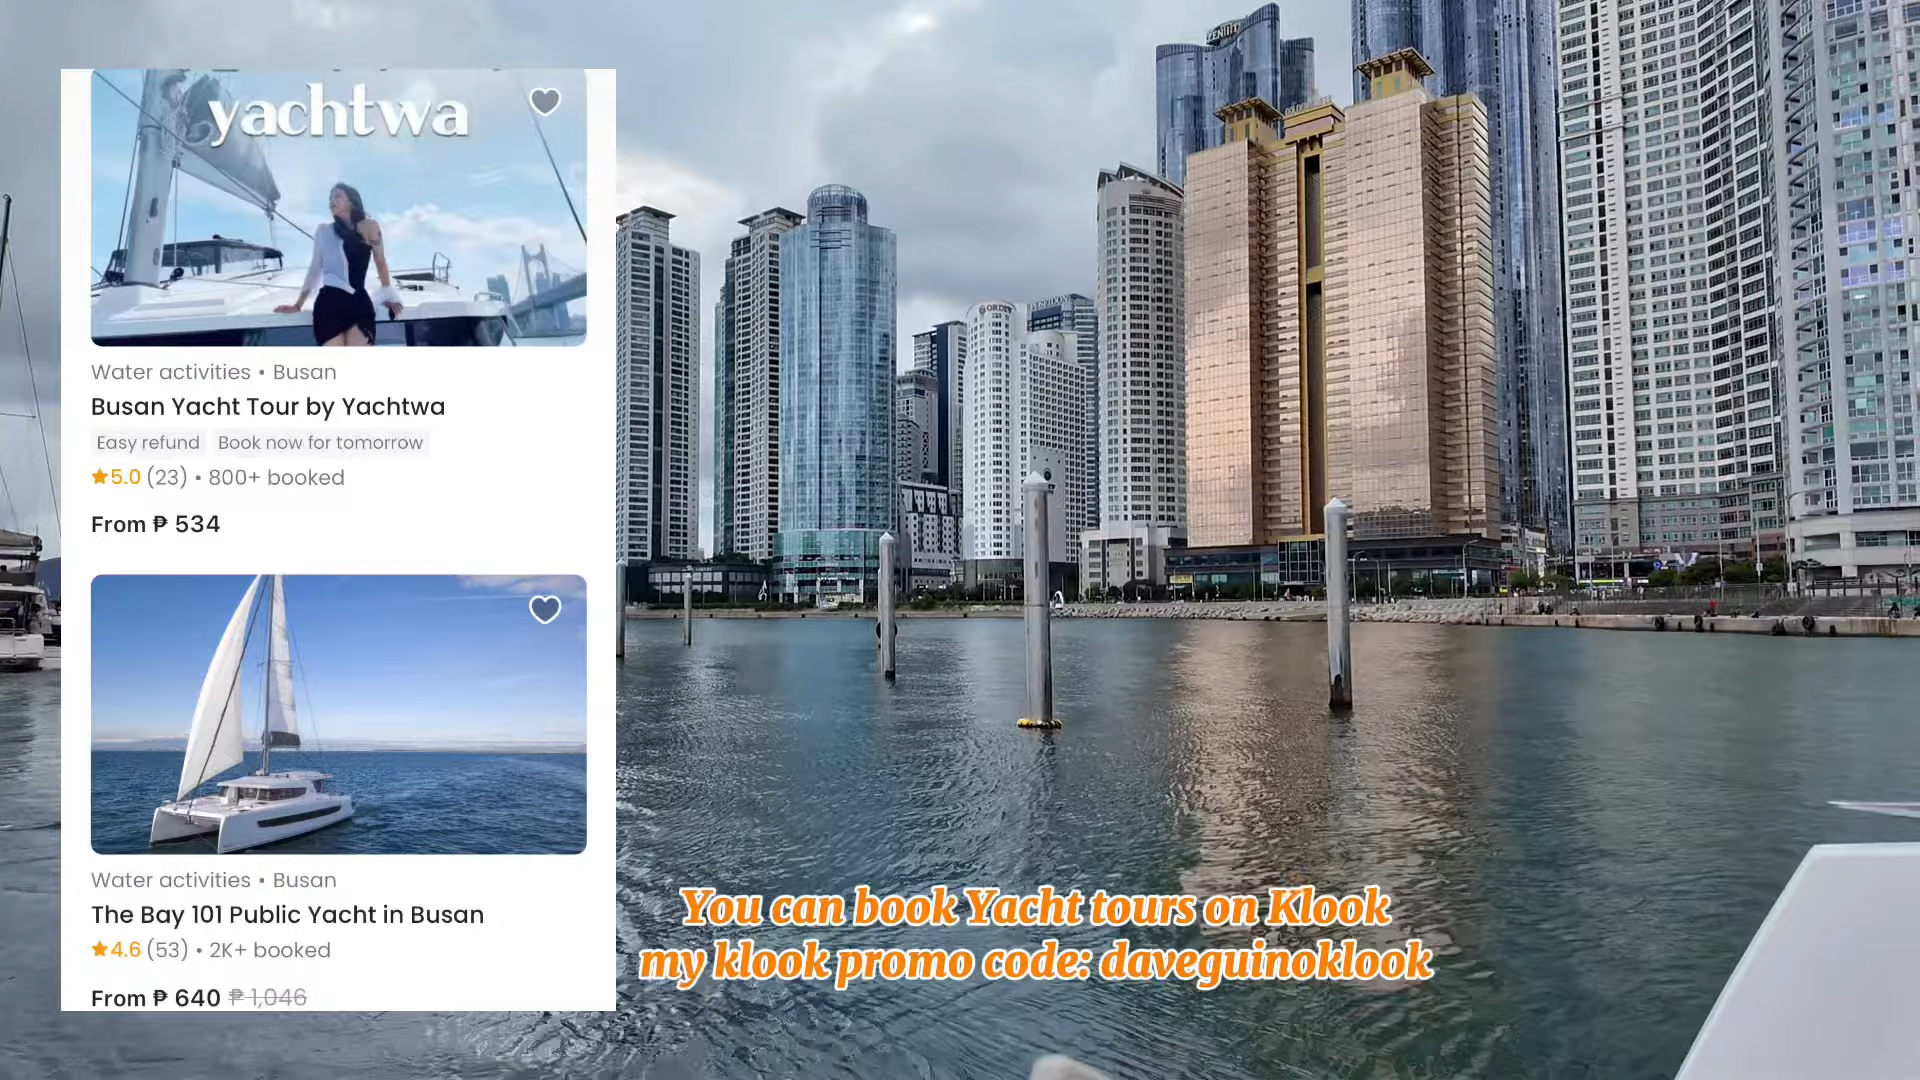 yachtwa
Water activities • Busan
Busan Yacht Tour by Yachtwa
Easy refund Book now for tomorrow
5.0 (23) • 800+ booked
From ₱ 534
Water activities • Busan
The Bay 101 Public Yacht in Busan
4.6 (53) • 2K+ booked
From ₱ 640 ₱ 1,046
ZENITH
You can book Yacht tours on Klook
my klook promo code: daveguinoklook